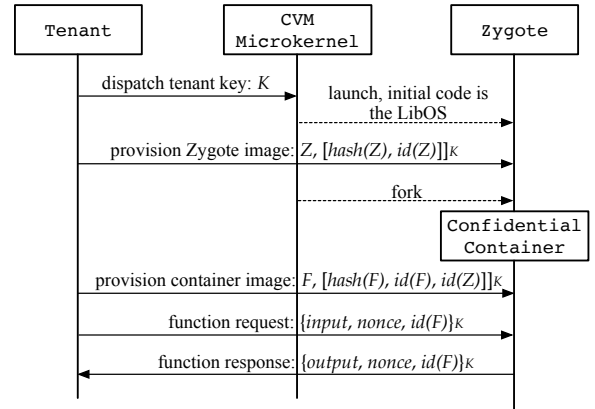 Tenant
CVM
Microkernel
Zygote
dispatch tenant key: K
launch, initial code is
the LibOS
provision Zygote image: Z, [hash(Z), id(Z)]]K
fork
Confidential
Container
provision container image: F, [hash(F), id(F), id(Z)]]K
function request: {input, nonce, id(F)}K
function response: {output, nonce, id(F)}K